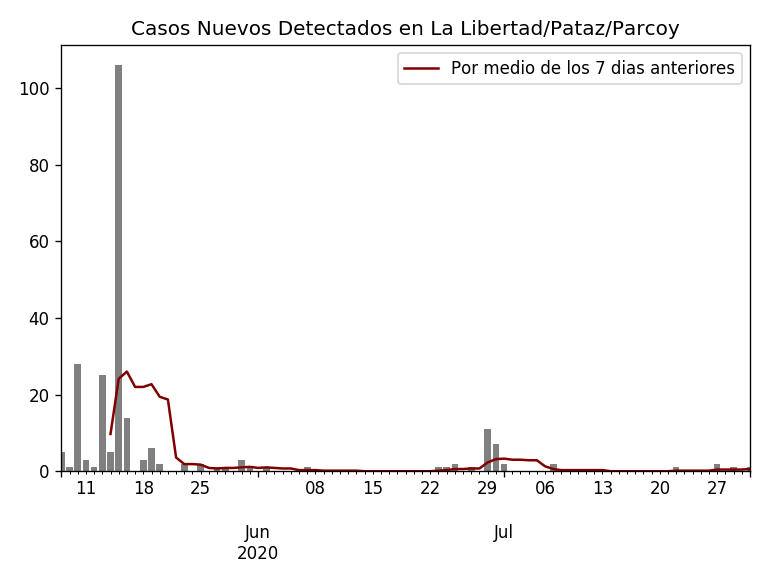 Casos Nuevos Detectados en La Libertad/Pataz/Parcoy
Por medio de los 7 dias anteriores
100
80
60
40
20
0
11 18 25 08 15 22 29 06 13 20 27
Jun Jul
2020